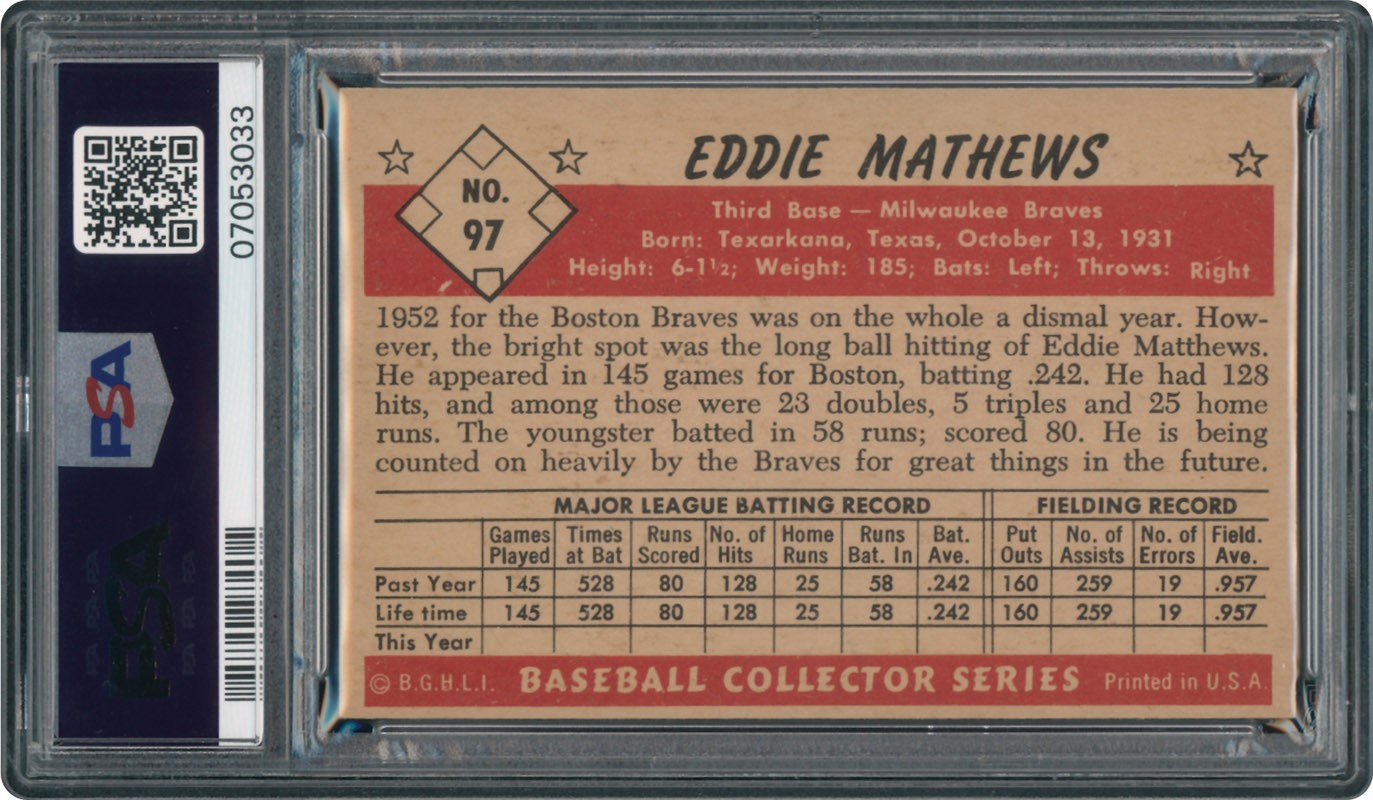 PSA
07053033
PSA
NO.
97
EDDIE MATHEWS
Third Base — Milwaukee Braves
Born: Texarkana, Texas, October 13, 1931
Height: 6-1½; Weight: 185; Bats: Left; Throws: Right
1952 for the Boston Braves was on the whole a dismal year. How-
ever, the bright spot was the long ball hitting of Eddie Matthews.
He appeared in 145 games for Boston, batting .242. He had 128
hits, and among those were 23 doubles, 5 triples and 25 home
runs. The youngster batted in 58 runs; scored 80. He is being
counted on heavily by the Braves for great things in the future.
MAJOR LEAGUE BATTING RECORD FIELDING RECORD
Games Times Runs No. of Home Runs Bat. Put No. of No. of Field.
Played at Bat Scored Hits Runs Bat. In Ave. Outs Assists Errors Ave.
Past Year 145 528 80 128 25 58 .242 160 259 19 .957
Life time 145 528 80 128 25 58 .242 160 259 19 .957
This Year
© B.G.H.L.I. BASEBALL COLLECTOR SERIES Printed in U.S.A.